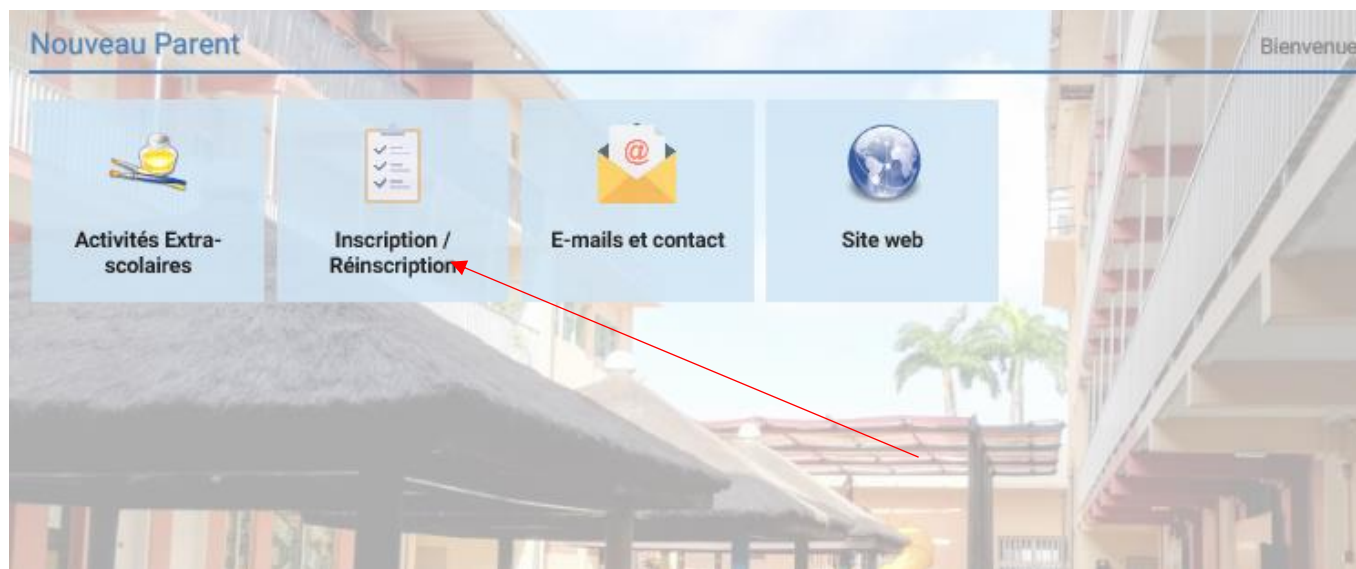 Nouveau Parent
Bienvenue
@
Activités Extra-
scolaires
Inscription /
Réinscription
E-mails et contact
Site web